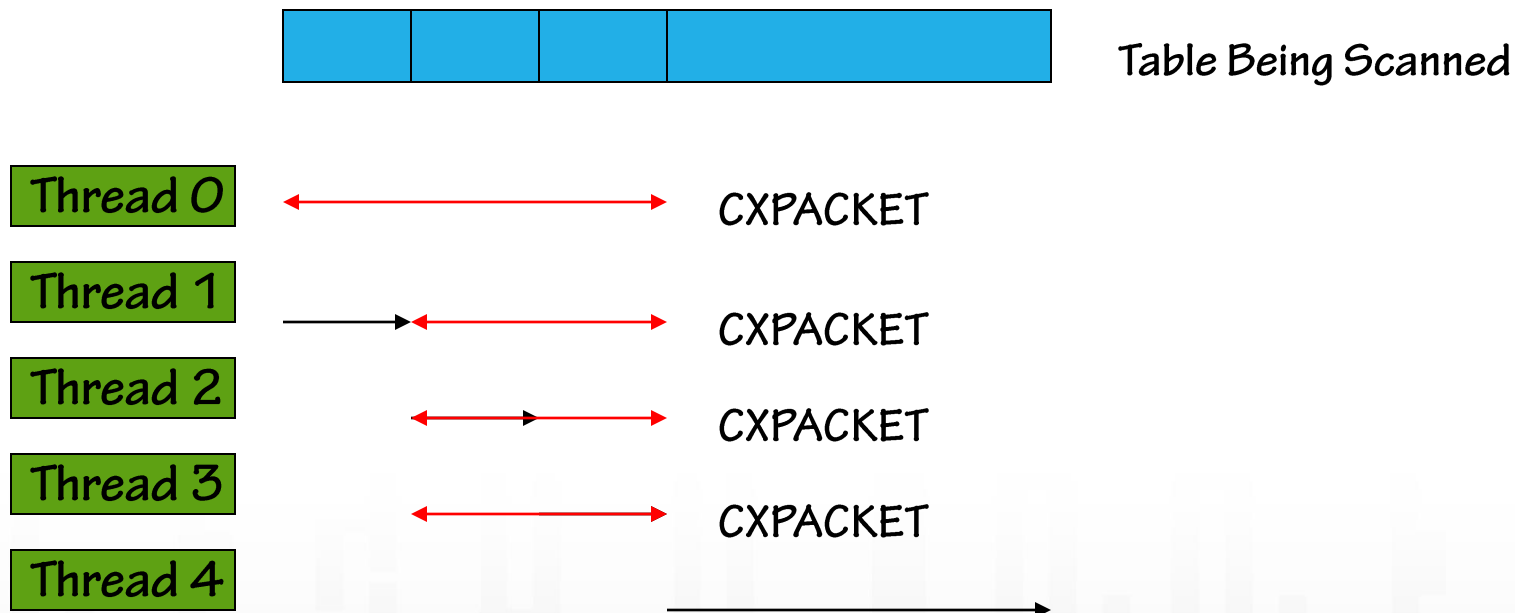 Table Being Scanned
Thread 0
CXPACKET
Thread 1
CXPACKET
Thread 2
CXPACKET
Thread 3
CXPACKET
Thread 4